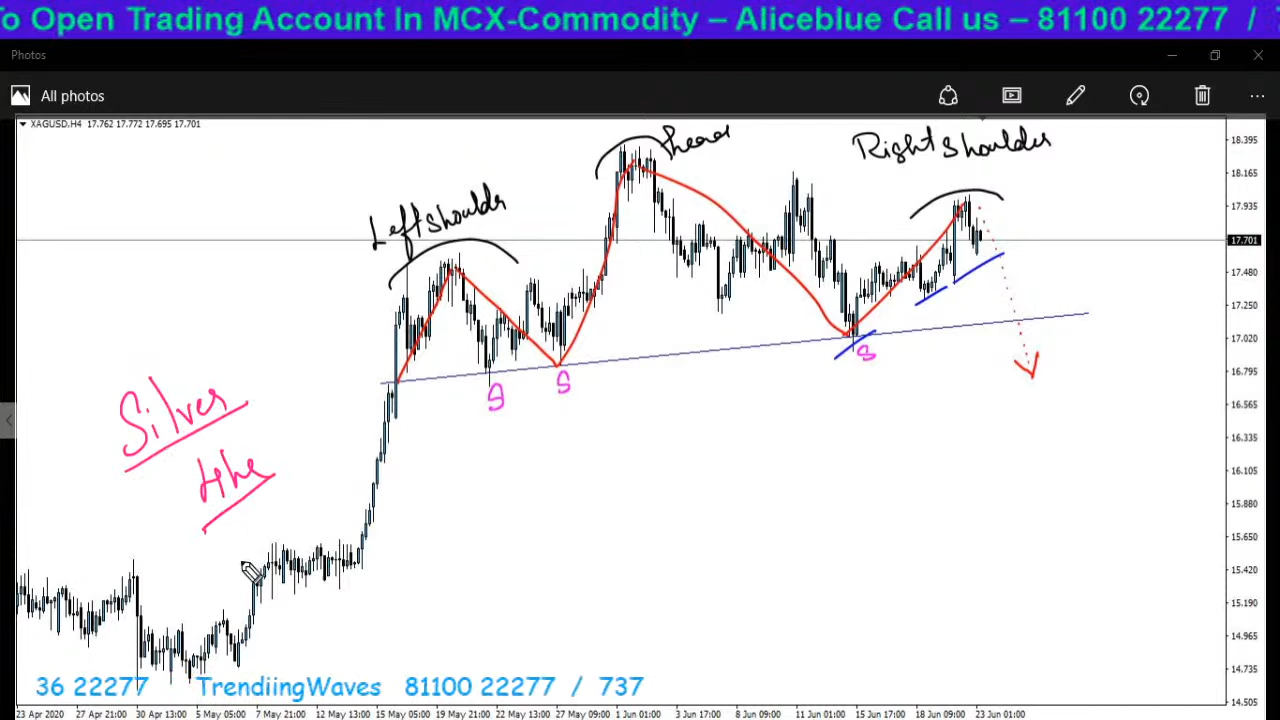 To Open Trading Account In MCX-Commodity – Aliceblue Call us – 81100 22277 /
Photos
All photos
XAGUSD.H4 17.762 17.772 17.695 17.701
Left shoulder
head
Right shoulder
18.395
18.165
17.935
17.701
17.480
17.250
17.020
16.795
16.565
16.335
16.105
15.880
15.650
15.420
15.190
14.965
14.735
14.505
S
S
S
Silver
4hr
36 22277 TrendiingWaves 81100 22277 / 737
23 Apr 2020 27 Apr 21:00 30 Apr 13:00 5 May 05:00 7 May 21:00 12 May 13:00 15 May 05:00 19 May 21:00 22 May 13:00 27 May 09:00 1 Jun 01:00 3 Jun 17:00 8 Jun 09:00 11 Jun 01:00 15 Jun 17:00 18 Jun 09:00 23 Jun 01:00